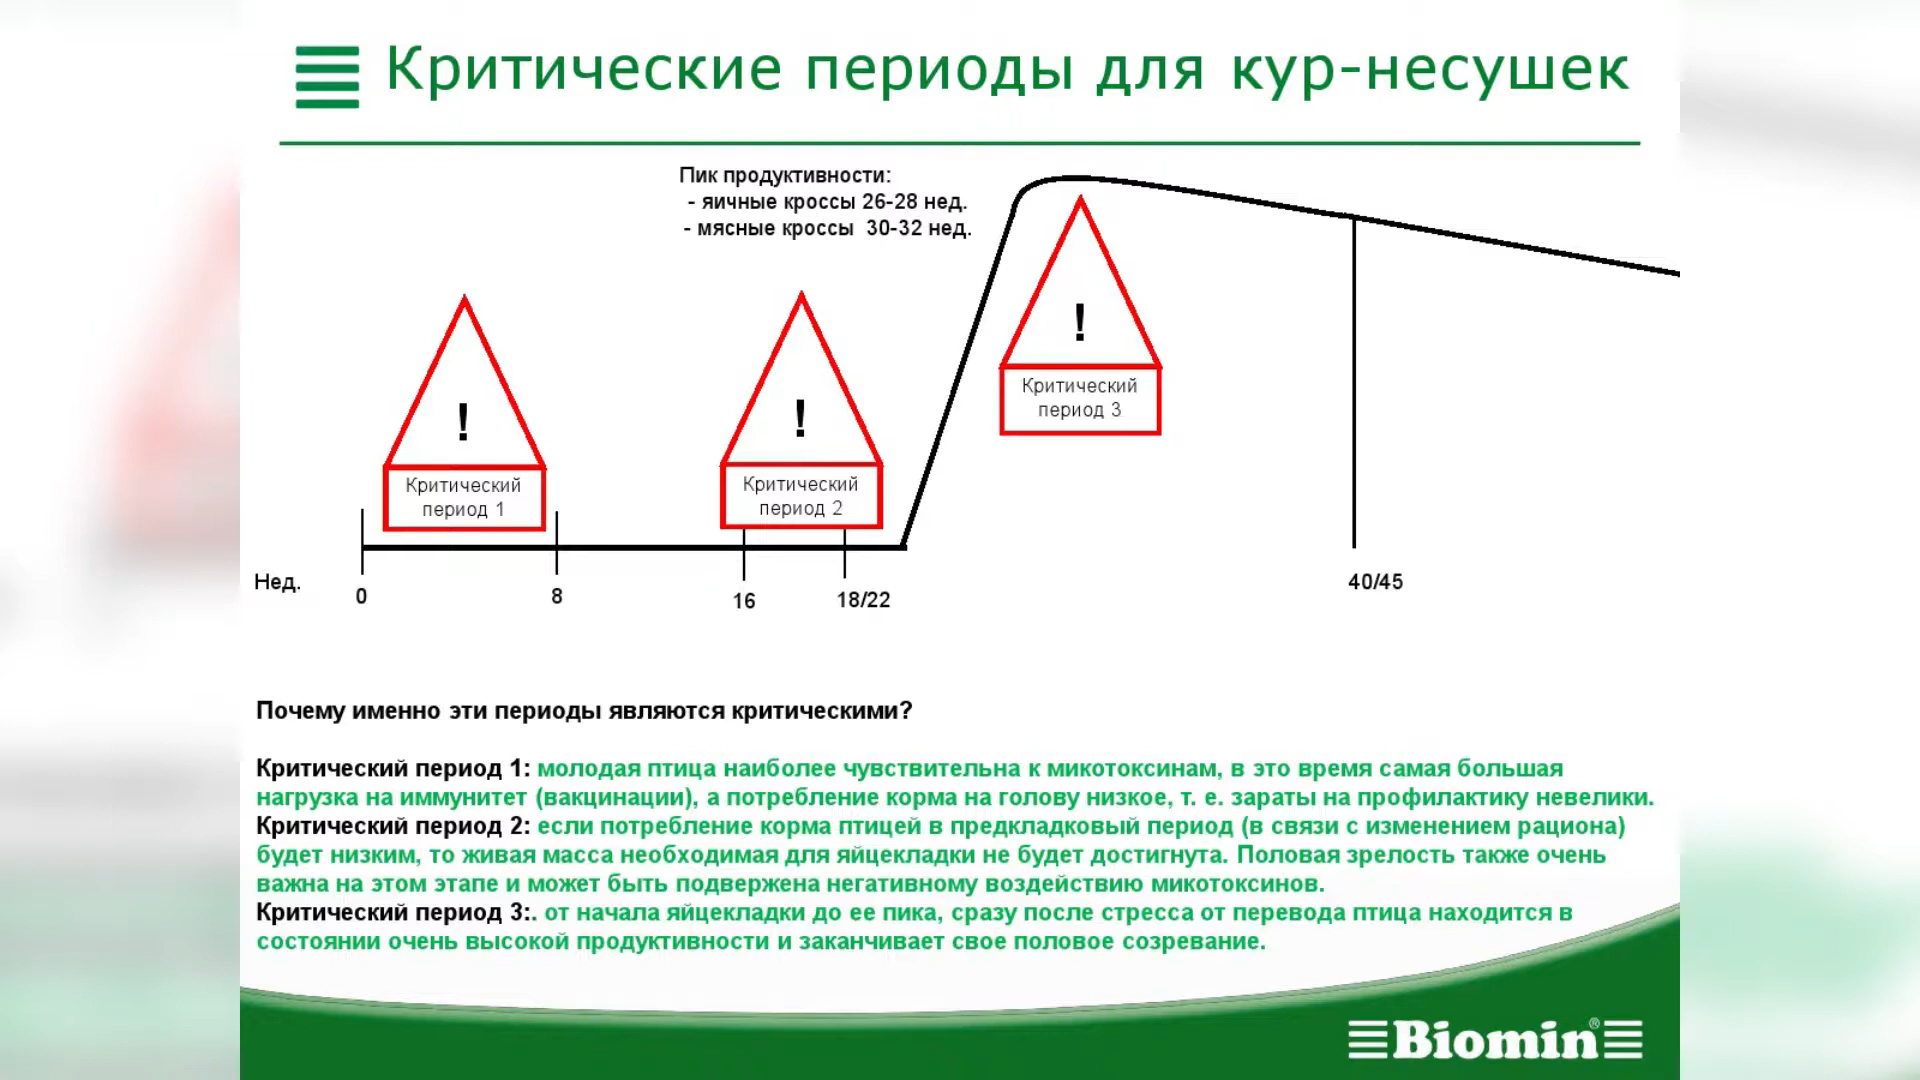 Критические периоды для кур-несушек
Пик продуктивности:
- яичные кроссы 26-28 нед.
- мясные кроссы 30-32 нед.
!
Критический
период 1
!
Критический
период 2
!
Критический
период 3
Нед.
0
8
16
18/22
40/45
Почему именно эти периоды являются критическими?
Критический период 1: молодая птица наиболее чувствительна к микотоксинам, в это время самая большая
нагрузка на иммунитет (вакцинации), а потребление корма на голову низкое, т. е. зараты на профилактику невелики.
Критический период 2: если потребление корма птицей в предкладковый период (в связи с изменением рациона)
будет низким, то живая масса необходимая для яйцекладки не будет достигнута. Половая зрелость также очень
важна на этом этапе и может быть подвержена негативному воздействию микотоксинов.
Критический период 3:. от начала яйцекладки до ее пика, сразу после стресса от перевода птица находится в
состоянии очень высокой продуктивности и заканчивает свое половое созревание.
Biomin®